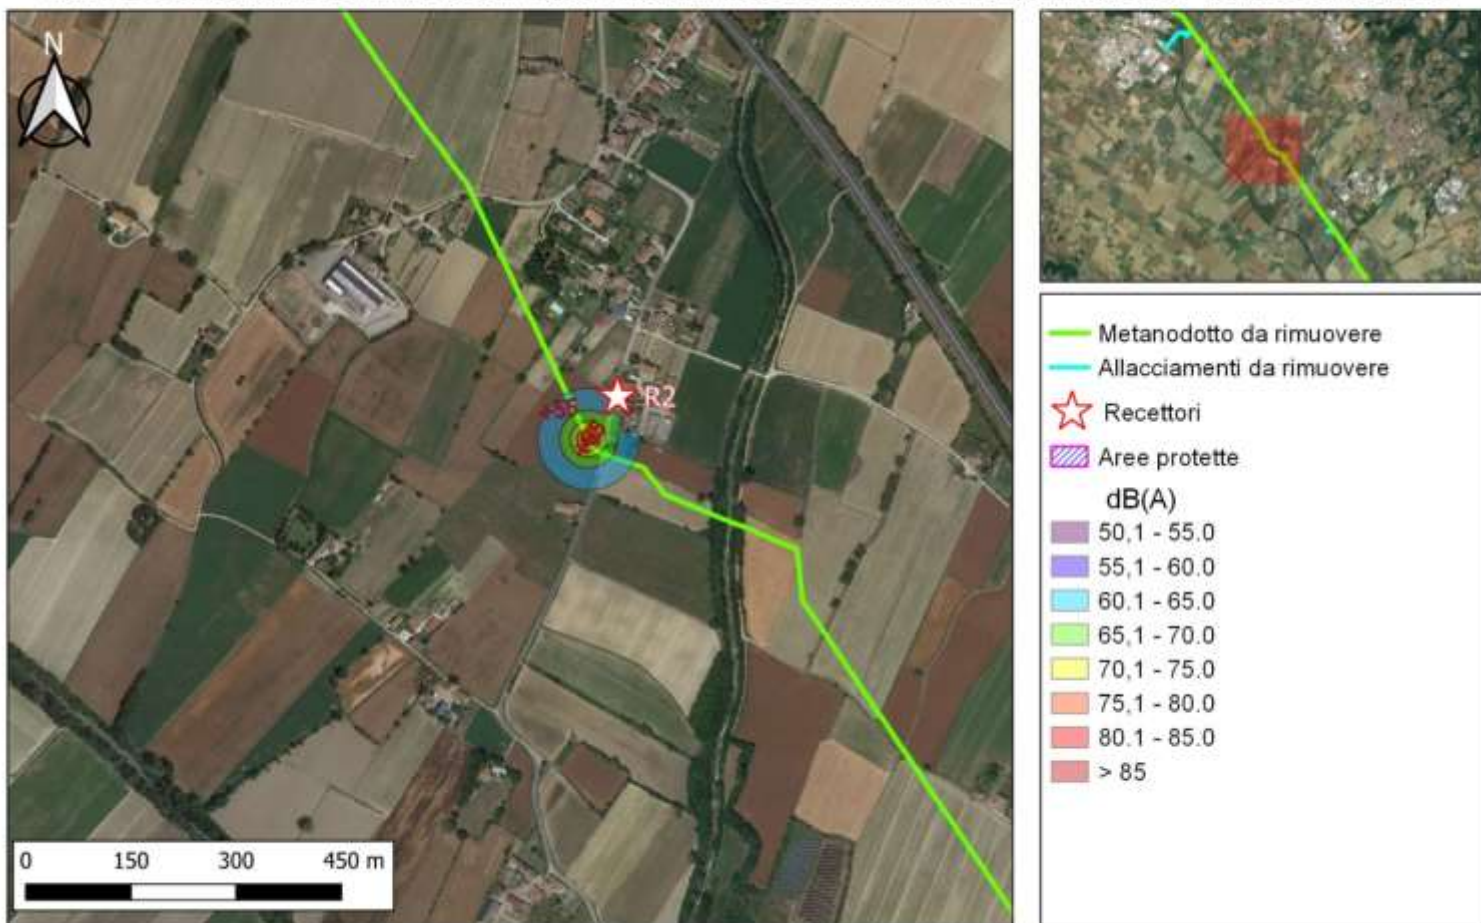 N
R2
0 150 300 450 m
Metanodotto da rimuovere
Allacciamenti da rimuovere
Recettori
Aree protette
dB(A)
50,1 - 55.0
55,1 - 60.0
60.1 - 65.0
65,1 - 70.0
70,1 - 75.0
75,1 - 80.0
80.1 - 85.0
> 85